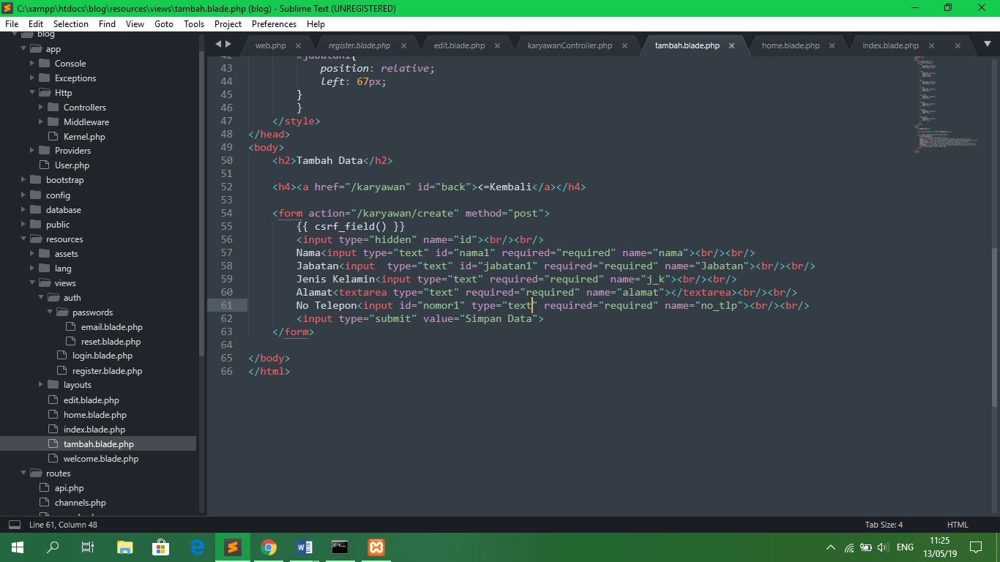 C:\xampp\htdocs\blog\resources\views\tambah.blade.php (blog) - Sublime Text (UNREGISTERED)
File Edit Selection Find View Goto Tools Project Preferences Help
blog
app
Console
Exceptions
Http
Controllers
Middleware
Kernel.php
Providers
User.php
bootstrap
config
database
public
resources
assets
lang
views
auth
passwords
email.blade.php
reset.blade.php
login.blade.php
register.blade.php
layouts
edit.blade.php
home.blade.php
index.blade.php
tambah.blade.php
welcome.blade.php
routes
api.php
channels.php
web.php register.blade.php edit.blade.php karyawanController.php tambah.blade.php home.blade.php index.blade.php
42 #jabatan1{
43 position: relative;
44 left: 67px;
45 }
46 }
47 </style>
48 </head>
49 <body>
50 <h2>Tambah Data</h2>
51
52 <h4><a href="/karyawan" id="back"><=Kembali</a></h4>
53
54 <form action="/karyawan/create" method="post">
55 {{ csrf_field() }}
56 <input type="hidden" name="id"><br/><br/>
57 Nama<input type="text" id="nama1" required="required" name="nama"><br/><br/>
58 Jabatan<input  type="text" id="jabatan1" required="required" name="Jabatan"><br/><br/>
59 Jenis Kelamin<input type="text" required="required" name="j_k"><br/><br/>
60 Alamat<textarea type="text" required="required" name="alamat"></textarea><br/><br/>
61 No Telepon<input id="nomor1" type="text" required="required" name="no_tlp"><br/><br/>
62 <input type="submit" value="Simpan Data">
63 </form>
64
65 </body>
66 </html>
Line 61, Column 48 Tab Size: 4 HTML
ENG
11:25
13/05/19